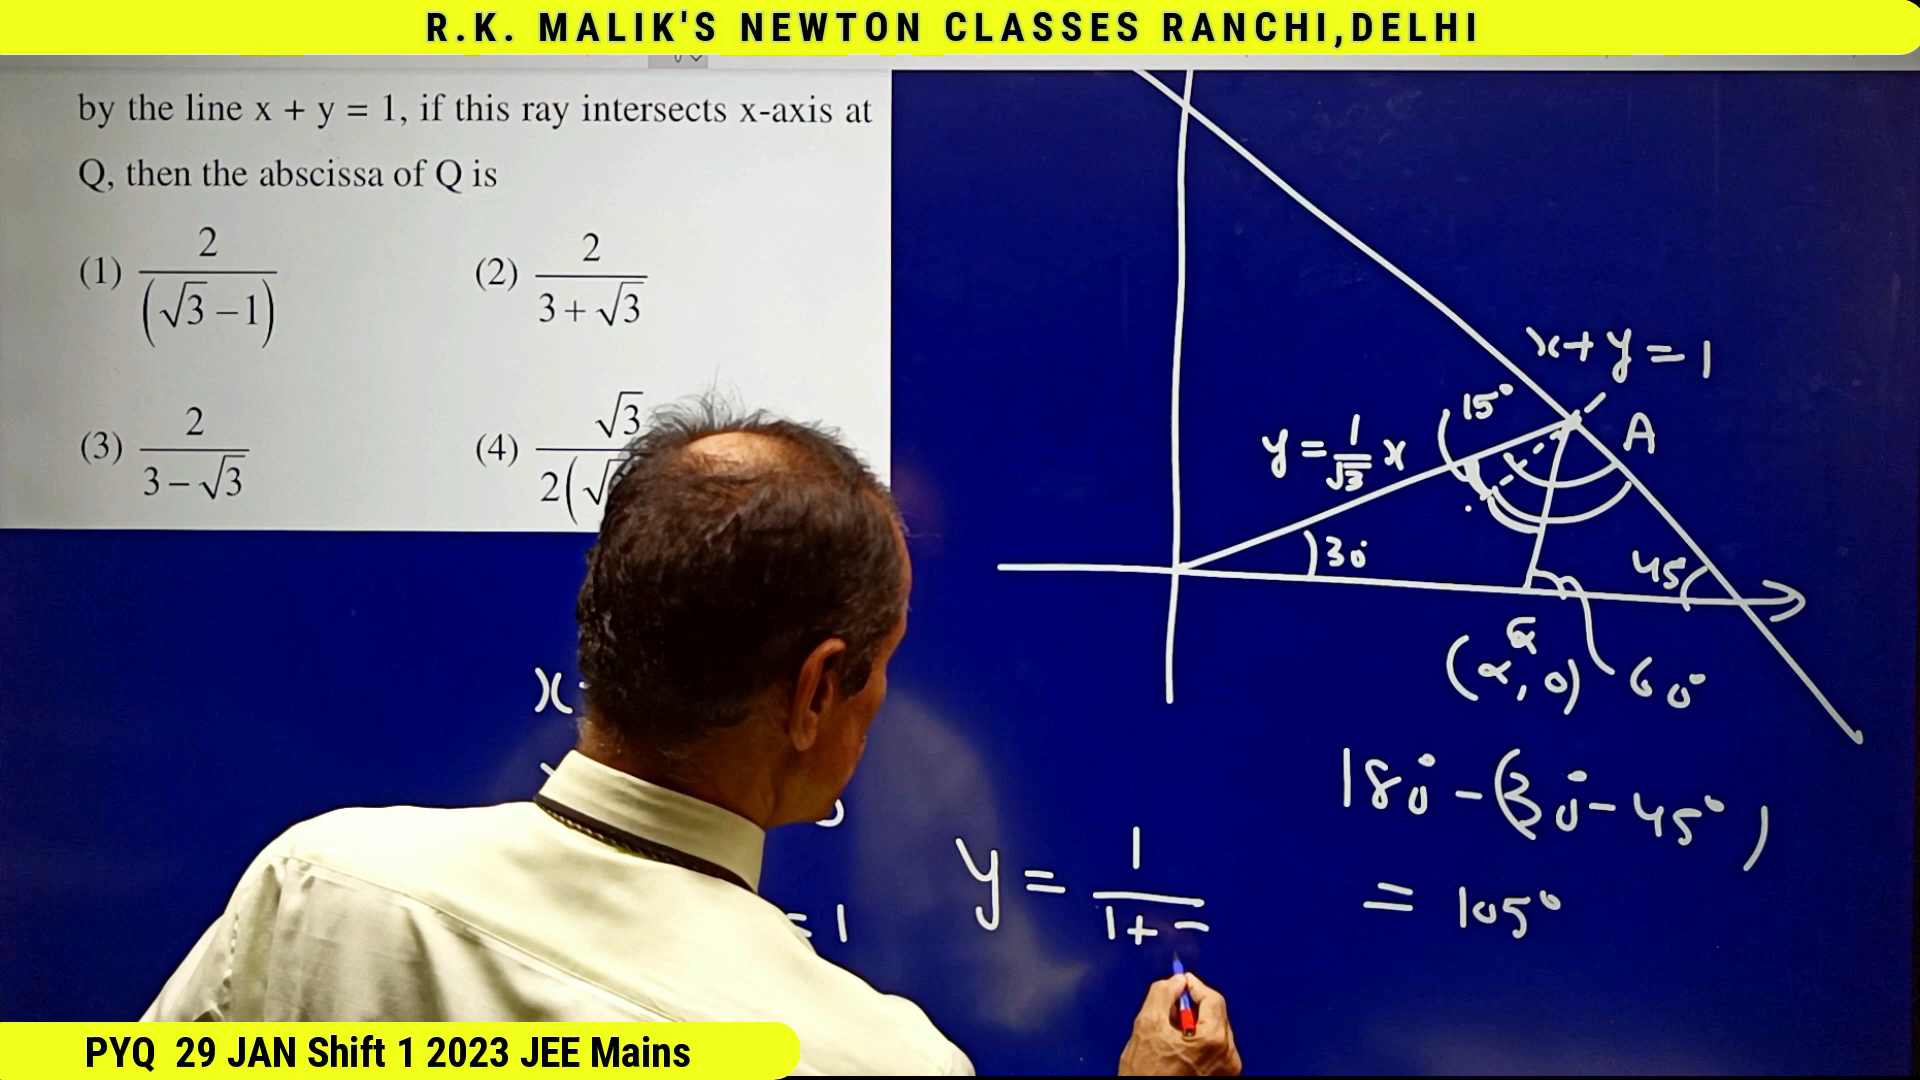 R.K. MALIK'S NEWTON CLASSES RANCHI,DELHI
by the line x + y = 1, if this ray intersects x-axis at
Q, then the abscissa of Q is
(1) 2/(√3 – 1)
(2) 2/3 + √3
(3) 2/3 – √3
(4) √3/2(√
x + y = 1
15°
A
y = 1/√3 x
30°
45
Q
(α, 0)
60°
x
180° – (30° – 45°)
= 105°
= 1
y = 1/1 +
PYQ 29 JAN Shift 1 2023 JEE Mains